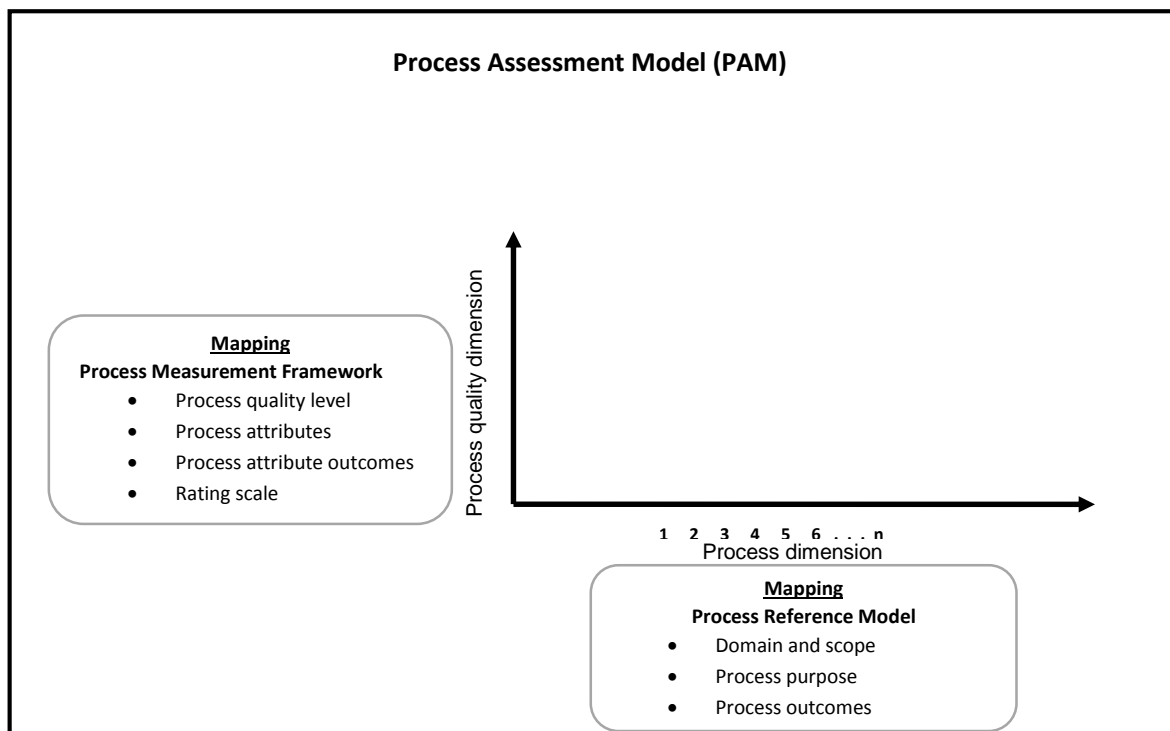 Process Assessment Model (PAM)
Process quality dimension
Mapping
Process Measurement Framework
• Process quality level
• Process attributes
• Process attribute outcomes
• Rating scale
1 2 3 4 5 6 . . . n
Process dimension
Mapping
Process Reference Model
• Domain and scope
• Process purpose
• Process outcomes